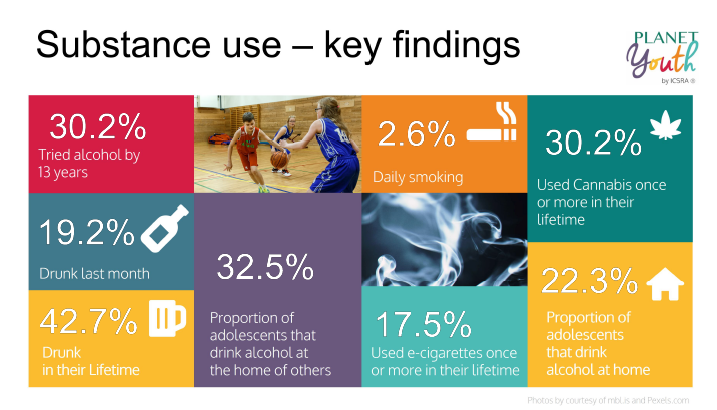 Substance use – key findings
PLANET
Youth
by ICSRA ®
30.2%
Tried alcohol by
13 years
2.6%
Daily smoking
30.2%
Used Cannabis once
or more in their
lifetime
19.2%
Drunk last month
32.5%
Proportion of
adolescents that
drink alcohol at
the home of others
42.7%
Drunk
in their Lifetime
17.5%
Used e-cigarettes once
or more in their lifetime
22.3%
Proportion of
adolescents
that drink
alcohol at home
Photos by courtesy of mbl.is and Pexels.com